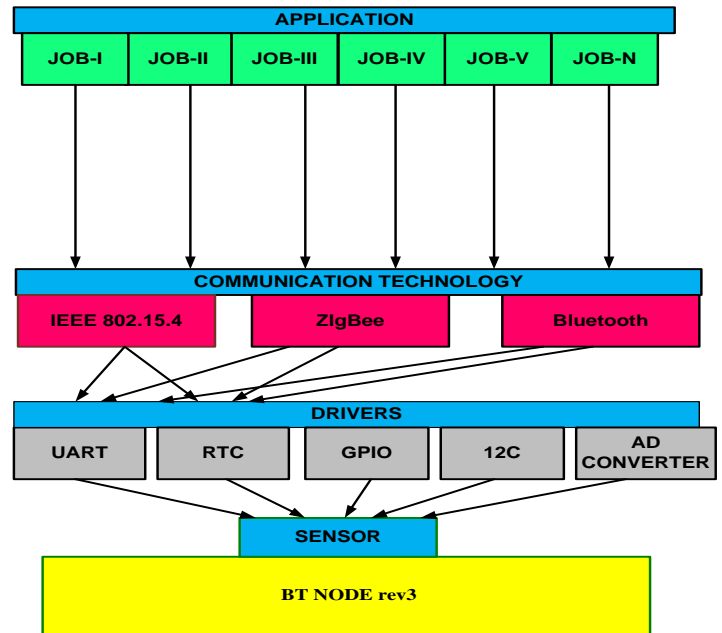 APPLICATION
JOB-I JOB-II JOB-III JOB-IV JOB-V JOB-N
COMMUNICATION TECHNOLOGY
IEEE 802.15.4 ZIgBee Bluetooth
DRIVERS
UART RTC GPIO 12C AD
CONVERTER
SENSOR
BT NODE rev3